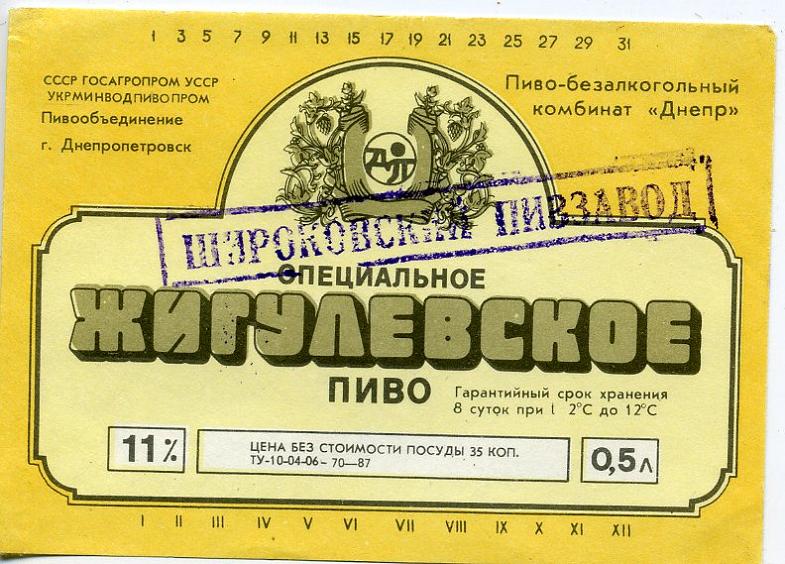 1 3 5 7 9 11 13 15 17 19 21 23 25 27 29 31
СССР ГОСАГРОПРОМ УССР
УКРМИНВОДПИВОПРОМ
Пивообъединение
г. Днепропетровск
Пиво-безалкогольный
комбинат «Днепр»
ДП
ШИРОКОВСКИЙ ПИВЗАВОД
СПЕЦИАЛЬНОЕ
ЖИГУЛЕВСКОЕ
ПИВО
Гарантийный срок хранения
8 суток при t 2°С до 12°С
11%
ЦЕНА БЕЗ СТОИМОСТИ ПОСУДЫ 35 КОП.
ТУ-10-04-06- 70—87
0,5л
I II III IV V VI VII VIII IX X XI XII